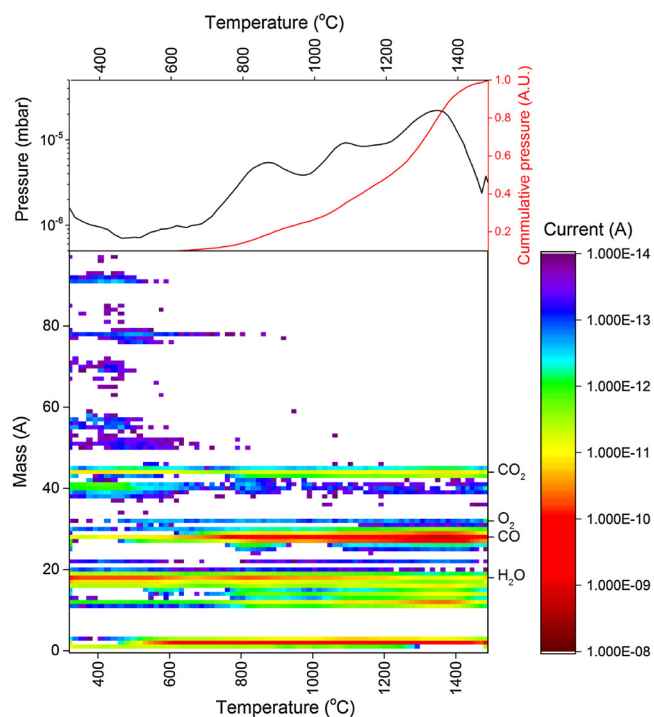 Temperature (°C)
400 600 800 1000 1200 1400
Pressure (mbar)
10⁻⁵
10⁻⁶
1.0
0.8
0.6
0.4
0.2
Cummulative pressure (A.U.)
Current (A)
1.000E-14
1.000E-13
1.000E-12
1.000E-11
1.000E-10
1.000E-09
1.000E-08
Mass (A)
80
60
40
20
0
CO₂
O₂
CO
H₂O
400 600 800 1000 1200 1400
Temperature (°C)